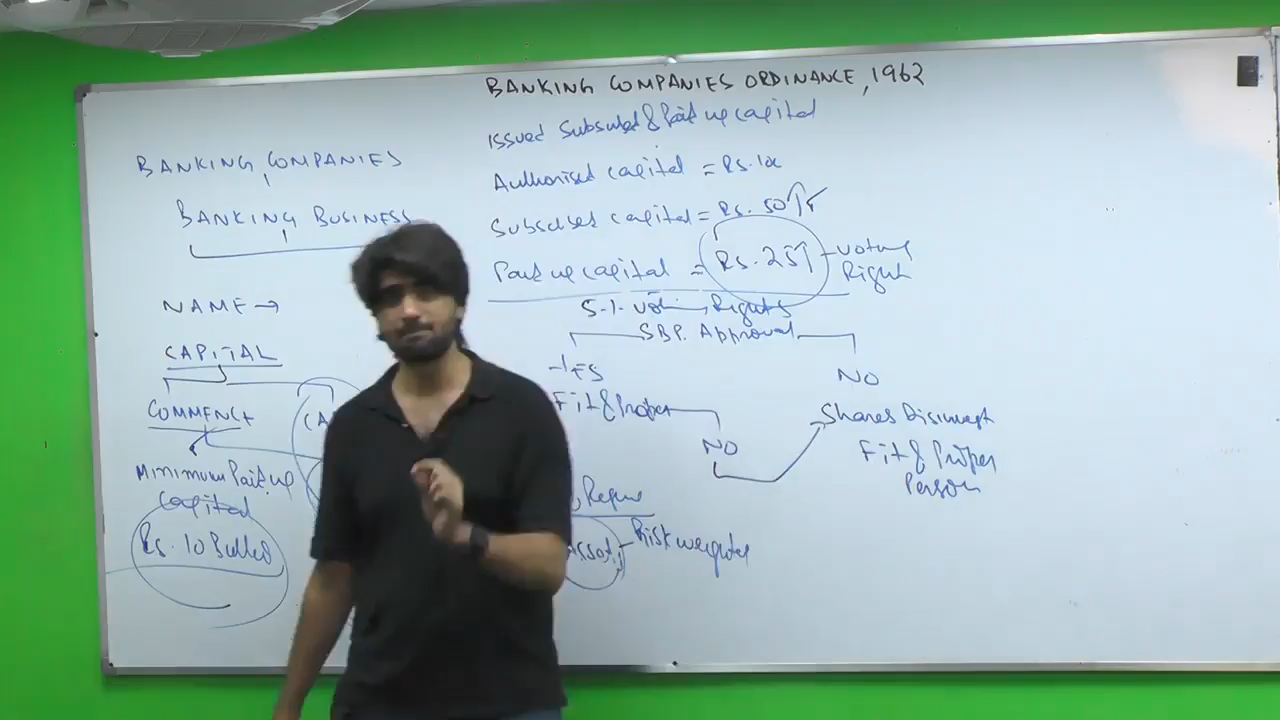 BANKING COMPANIES ORDINANCE, 1962
Issued Subscribed & Paid up capital
Authorised capital = Rs. 100
Subscribed capital = Rs. 50
Paid up capital = Rs. 25
Voting
Right
5% voting Rights
SBP Approval
YES
NO
Fit & Proper
NO
Shares Disinvest
Fit & Proper
Person
Risk weighted
BANKING COMPANIES
BANKING BUSINESS
NAME →
CAPITAL
COMMENCE
Minimum Paid up
Capital
Rs. 10 Billion